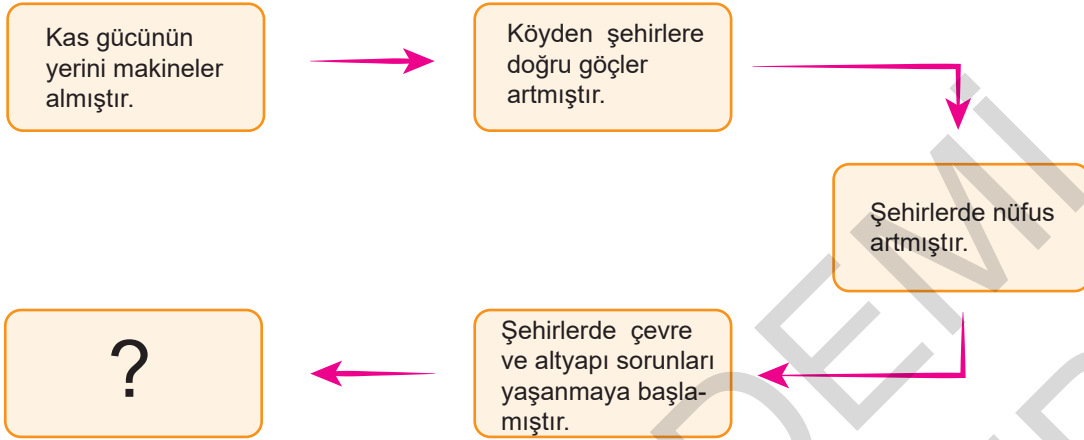 Kas gücünün
yerini makineler
almıştır.
Köyden şehirlere
doğru göçler
artmıştır.
Şehirlerde nüfus
artmıştır.
Şehirlerde çevre
ve altyapı sorunları
yaşanmaya başla-
mıştır.
?
DEMİ